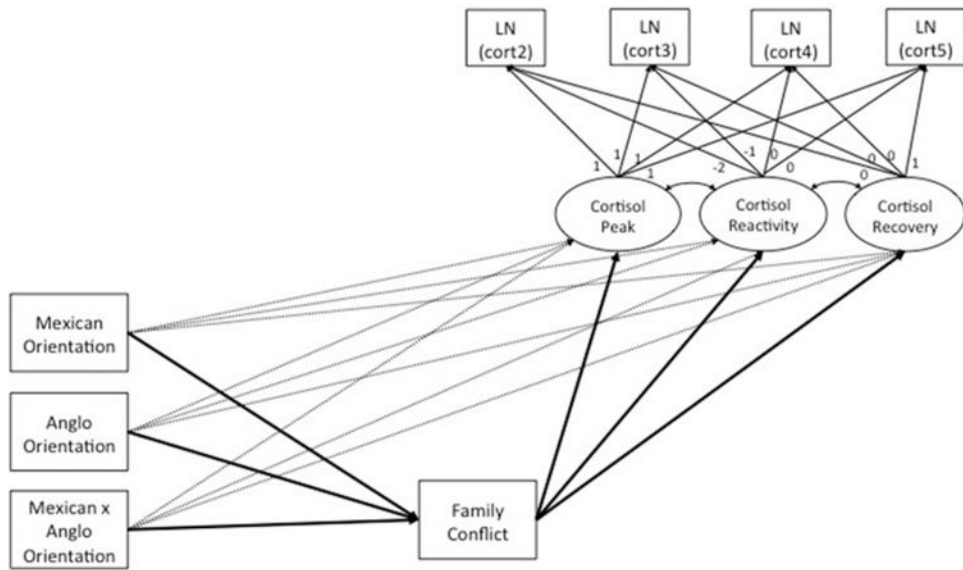 LN
(cort2)
LN
(cort3)
LN
(cort4)
LN
(cort5)
1
1
1
1
-2
-1
0
0
0
0
0
1
Cortisol
Peak
Cortisol
Reactivity
Cortisol
Recovery
Mexican
Orientation
Anglo
Orientation
Mexican x
Anglo
Orientation
Family
Conflict